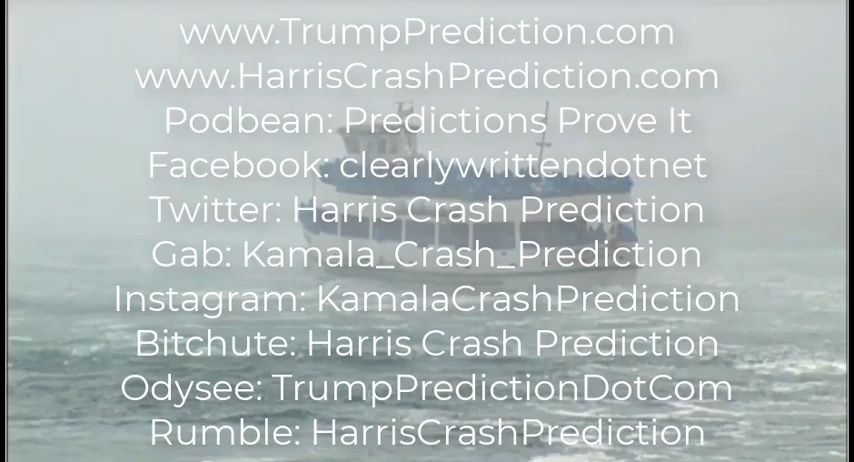 www.TrumpPrediction.com
www.HarrisCrashPrediction.com
Podbean: Predictions Prove It
Facebook: clearlywrittendotnet
Twitter: Harris Crash Prediction
Gab: Kamala_Crash_Prediction
Instagram: KamalaCrashPrediction
Bitchute: Harris Crash Prediction
Odysee: TrumpPredictionDotCom
Rumble: HarrisCrashPrediction